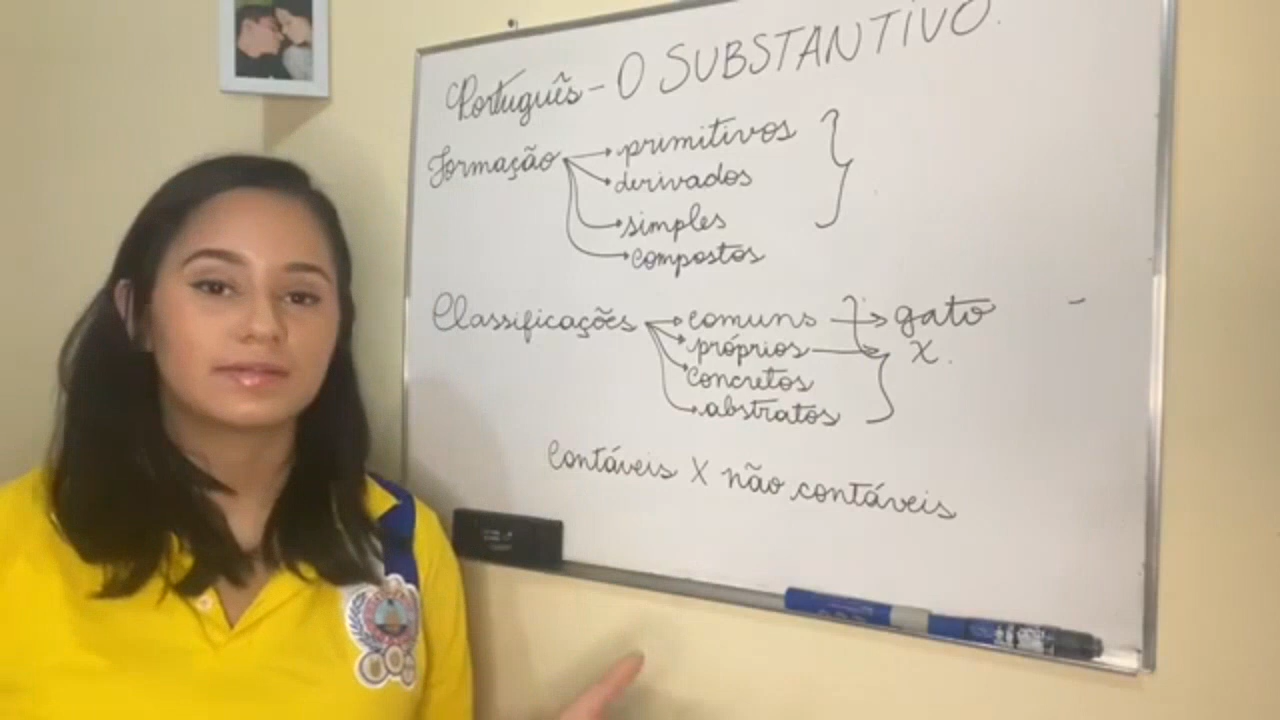 Português - O SUBSTANTIVO.
Formação → primitivos
→ derivados
→ simples
→ compostos
Classificações → comuns → gato
→ próprios → X.
→ concretos
→ abstratos
Contáveis X não contáveis